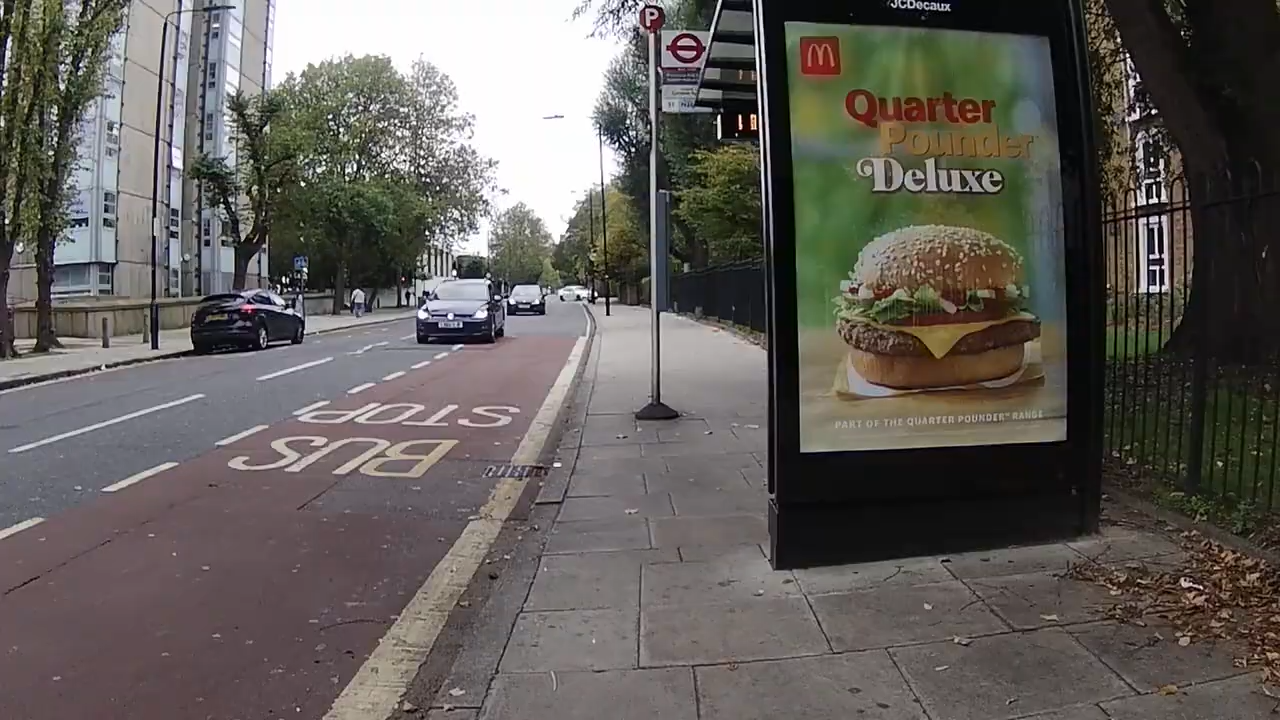 JCDecaux
P
Quarter
Pounder
Deluxe
PART OF THE QUARTER POUNDER™ RANGE
BUS
STOP